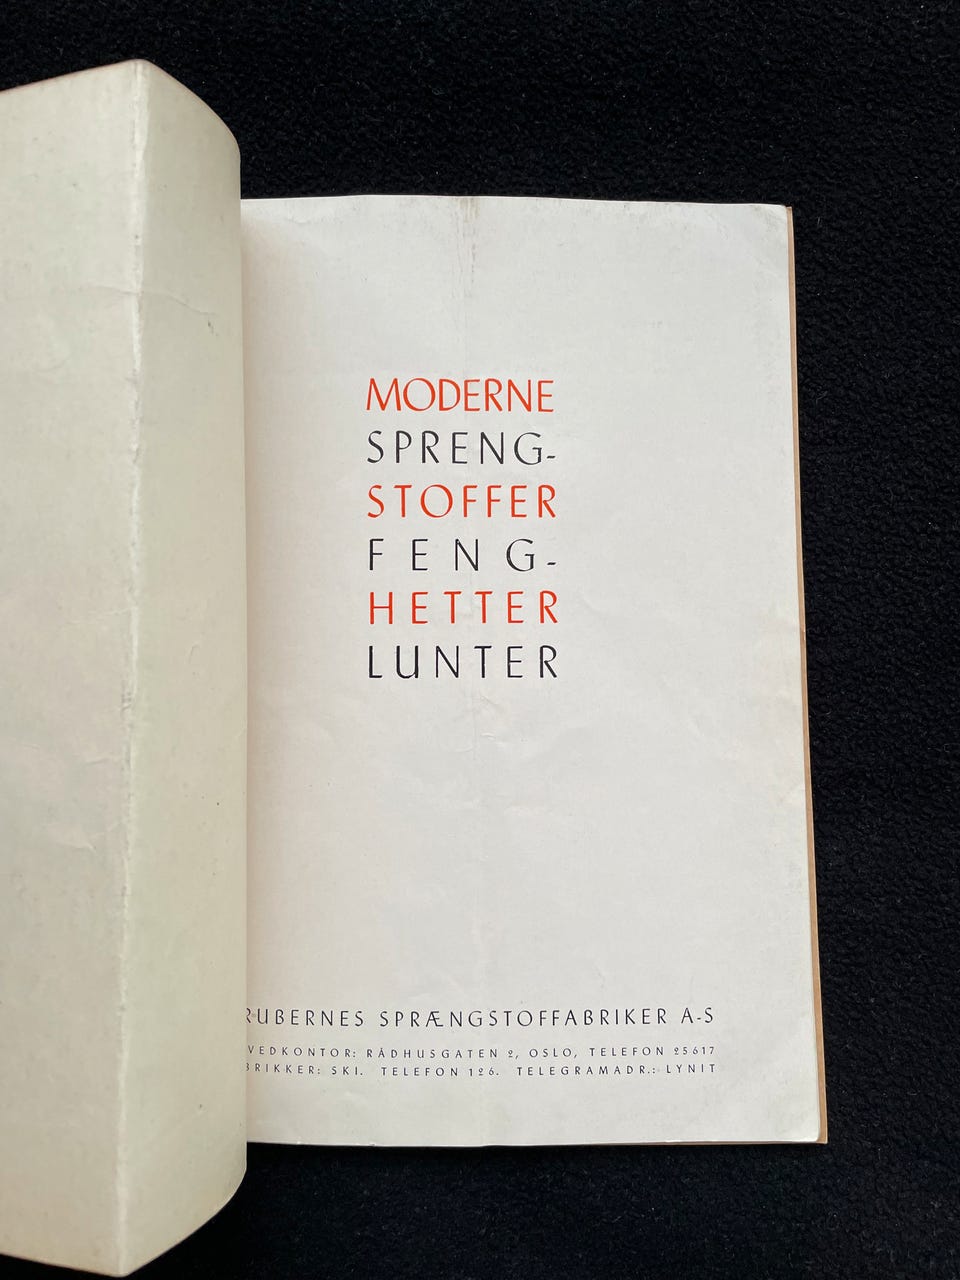 MODERNE
SPRENG-
STOFFER
FENG-
HETTER
LUNTER
RUBERNES SPRÆNGSTOFFABRIKER A-S
VEDKONTOR: RÅDHUSGATEN 2, OSLO, TELEFON 25617
BRIKKER: SKI. TELEFON 126. TELEGRAMADR.: LYNIT